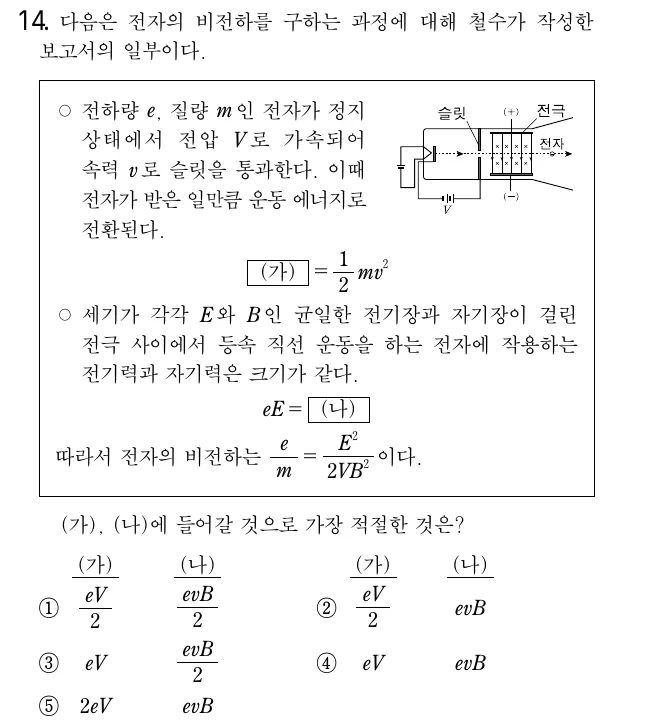 14. 다음은 전자의 비전하를 구하는 과정에 대해 철수가 작성한
보고서의 일부이다.
○ 전하량 e, 질량 m인 전자가 정지
상태에서 전압 V로 가속되어
속력 v로 슬릿을 통과한다. 이때
전자가 받은 일만큼 운동 에너지로
전환된다.
슬릿 (+) 전극
전자
(−)
V
(가) = 1/2 mv²
○ 세기가 각각 E와 B인 균일한 전기장과 자기장이 걸린
전극 사이에서 등속 직선 운동을 하는 전자에 작용하는
전기력과 자기력은 크기가 같다.
eE = (나)
따라서 전자의 비전하는 e/m = E²/2VB² 이다.
(가), (나)에 들어갈 것으로 가장 적절한 것은?
(가) (나) (가) (나)
① eV/2 evB/2 ② eV/2 evB
③ eV evB/2 ④ eV evB
⑤ 2eV evB